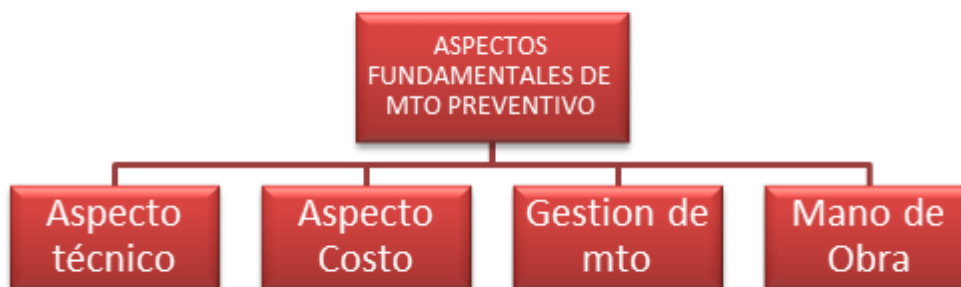 ASPECTOS
FUNDAMENTALES DE
MTO PREVENTIVO
Aspecto
técnico
Aspecto
Costo
Gestion de
mto
Mano de
Obra